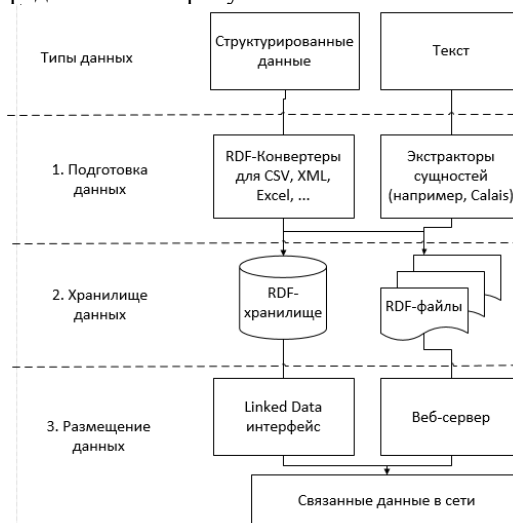 Типы данных
Структурированные
данные
Текст
1. Подготовка
данных
RDF-Конвертеры
для CSV, XML,
Excel, ...
Экстракторы
сущностей
(например, Calais)
2. Хранилище
данных
RDF-
хранилище
RDF-файлы
3. Размещение
данных
Linked Data
интерфейс
Веб-сервер
Связанные данные в сети